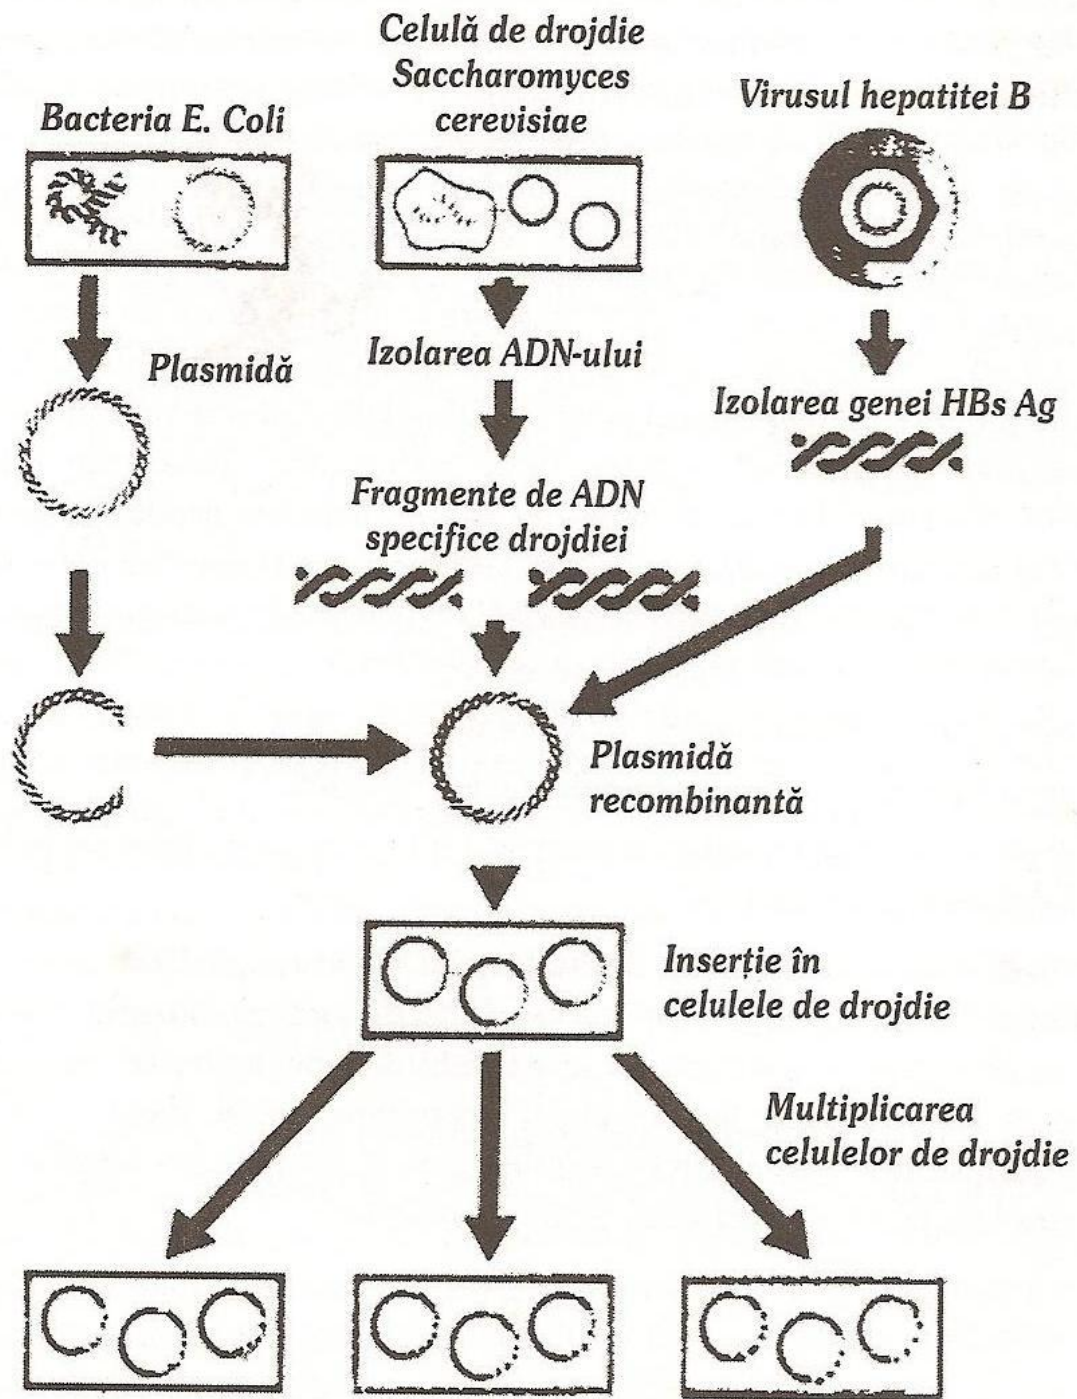 Celulă de drojdie
Saccharomyces
cerevisiae
Bacteria E. Coli
Virusul hepatitei B
Plasmidă
Izolarea ADN-ului
Izolarea genei HBs Ag
Fragmente de ADN
specifice drojdiei
Plasmidă
recombinantă
Inserție în
celulele de drojdie
Multiplicarea
celulelor de drojdie